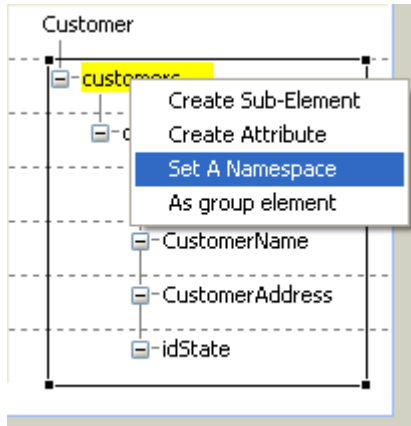 Customer
customers
Create Sub-Element
Create Attribute
Set A Namespace
As group element
CustomerName
CustomerAddress
idState